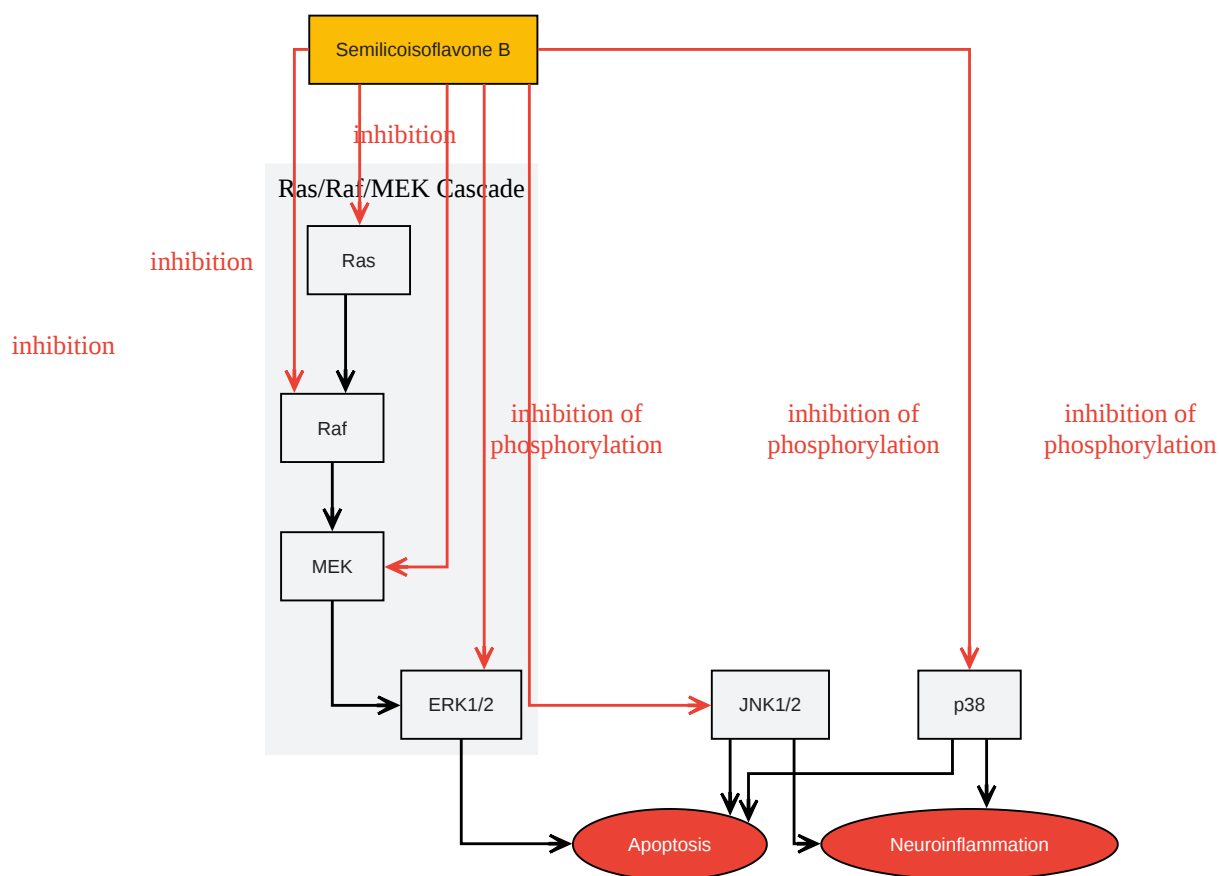 Semilicoisoflavone B
inhibition
Ras/Raf/MEK Cascade
Ras
inhibition
inhibition
Raf
inhibition of
phosphorylation
inhibition of
phosphorylation
inhibition of
phosphorylation
MEK
ERK1/2
JNK1/2
p38
Apoptosis
Neuroinflammation